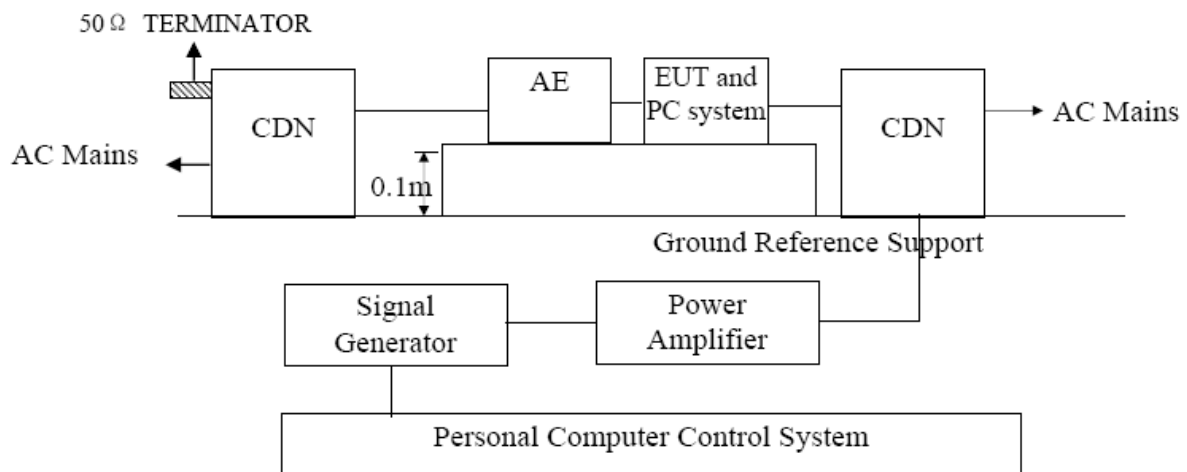 50Ω TERMINATOR
AE
EUT and
PC system
CDN
CDN
AC Mains
AC Mains
0.1m
Ground Reference Support
Signal
Generator
Power
Amplifier
Personal Computer Control System